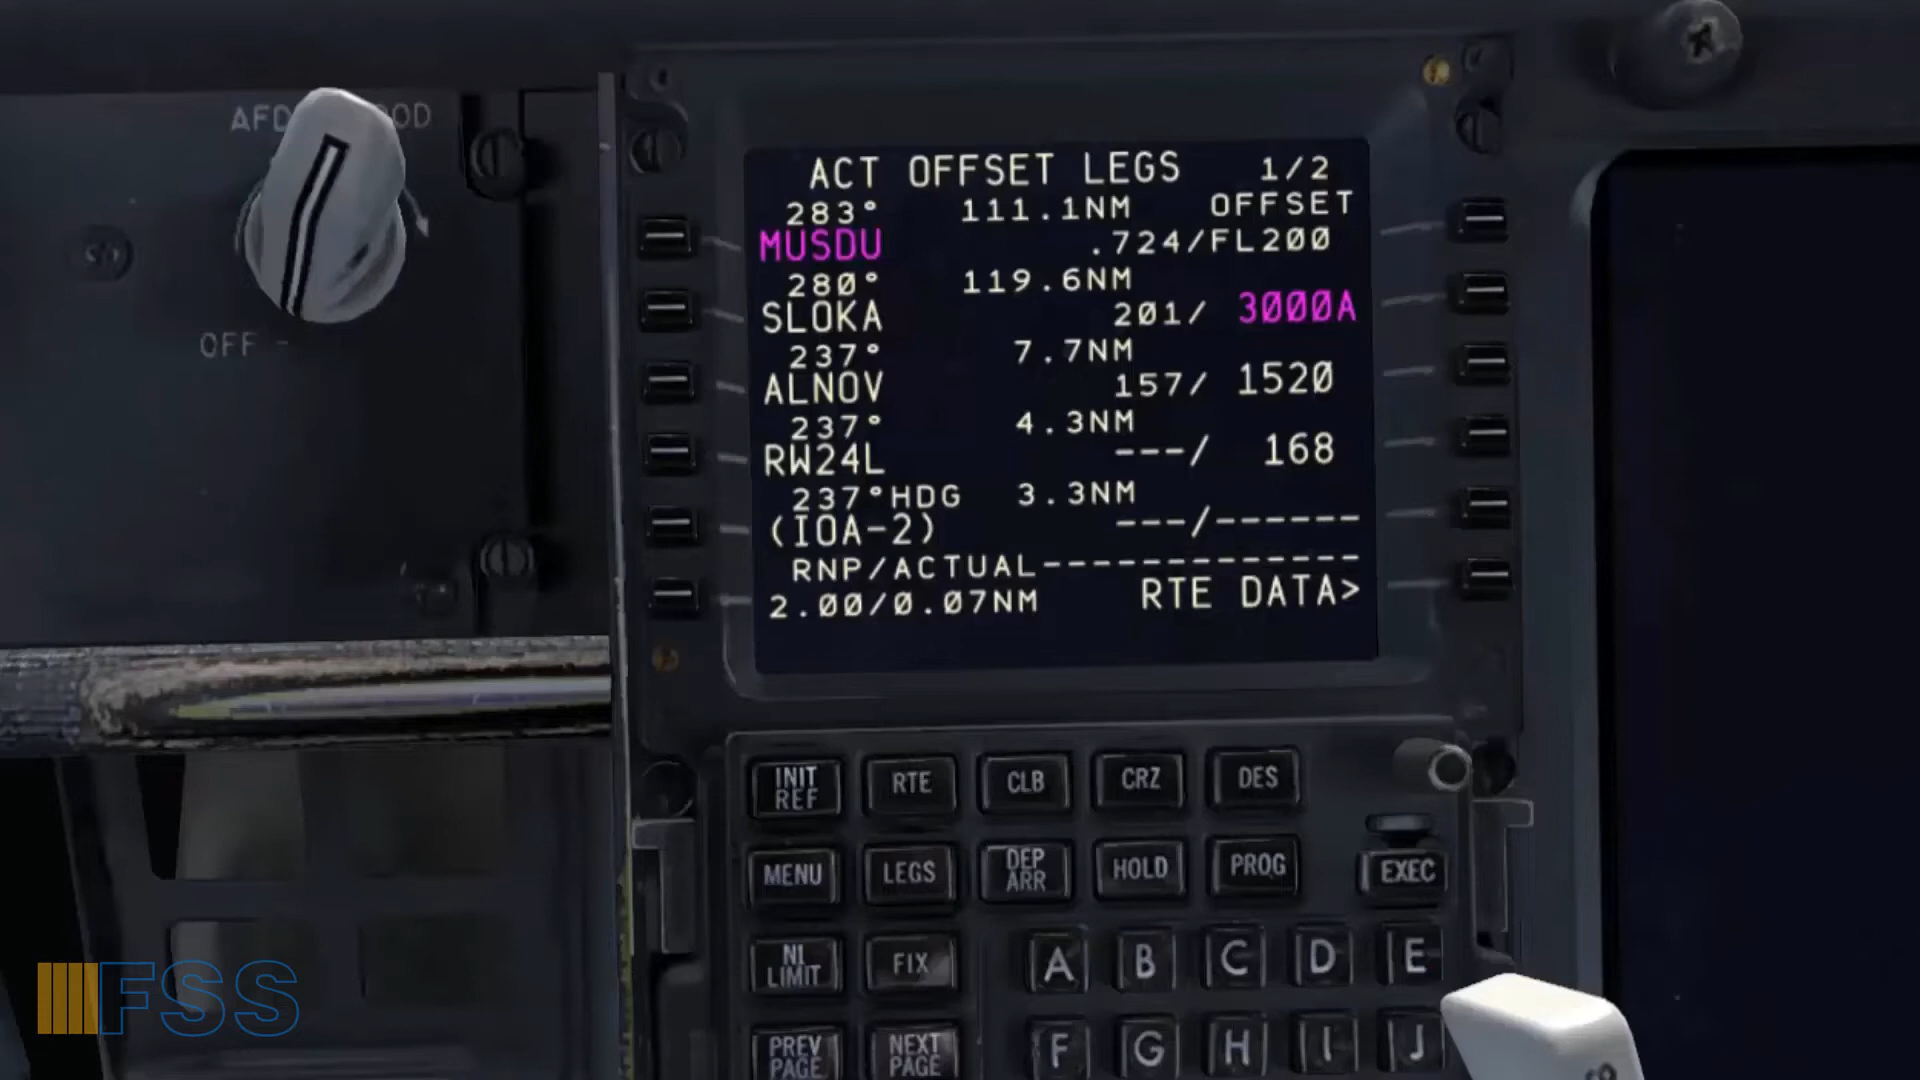 OFF -
ACT OFFSET LEGS 1/2
283° 111.1NM OFFSET
MUSDU .724/FL200
280° 119.6NM
SLOKA 201/ 3000A
237° 7.7NM
ALNOV 157/ 1520
237° 4.3NM
RW24L ---/ 168
237°HDG 3.3NM
(IOA-2) ---/------
RNP/ACTUAL-------------
2.00/0.07NM RTE DATA>
INIT REF
RTE
CLB
CRZ
DES
MENU
LEGS
DEP ARR
HOLD
PROG
EXEC
N1 LIMIT
FIX
A B C D E
PREV PAGE
NEXT PAGE
F G H I J
FSS